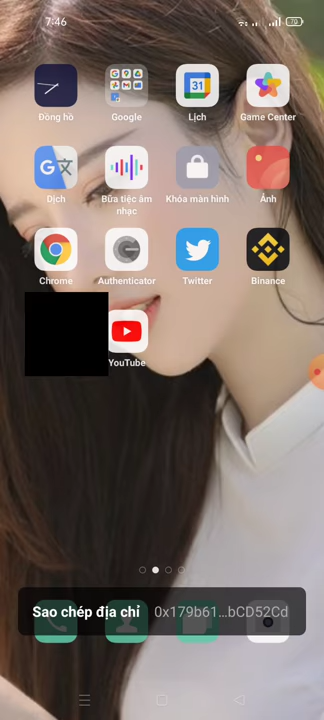 7:46
70
31
Đồng hồ
Google
Lịch
Game Center
Dịch
Bữa tiệc âm
nhạc
Khóa màn hình
Ảnh
Chrome
Authenticator
Twitter
Binance
YouTube
Sao chép địa chỉ 0x179b61...bCD52Cd